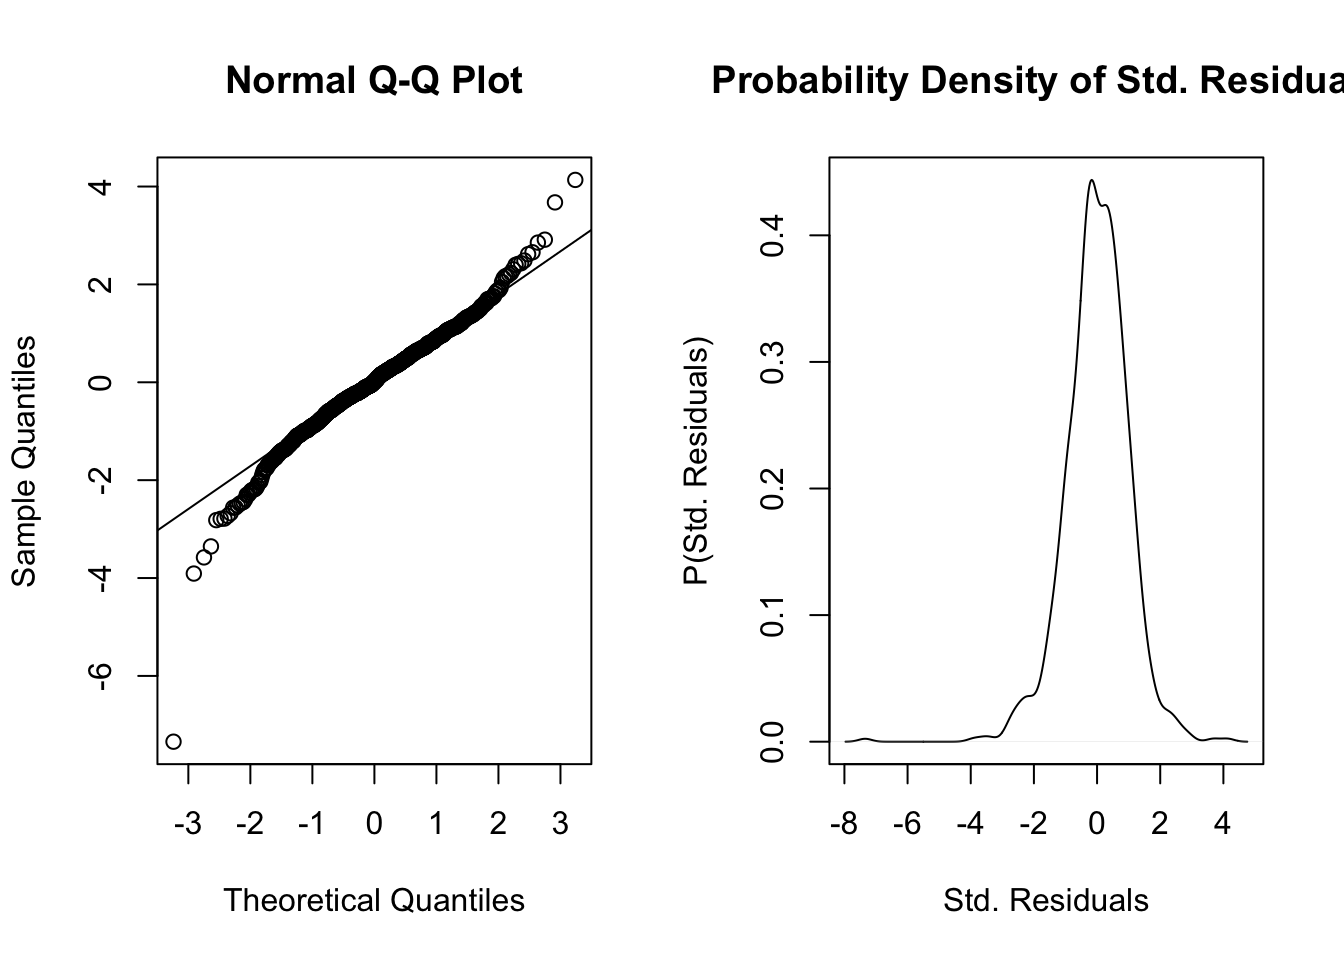 Normal Q-Q Plot
Sample Quantiles
4
2
0
-2
-4
-6
-3 -2 -1 0 1 2 3
Theoretical Quantiles
Probability Density of Std. Residua
P(Std. Residuals)
0.4
0.3
0.2
0.1
0.0
-8 -6 -4 -2 0 2 4
Std. Residuals